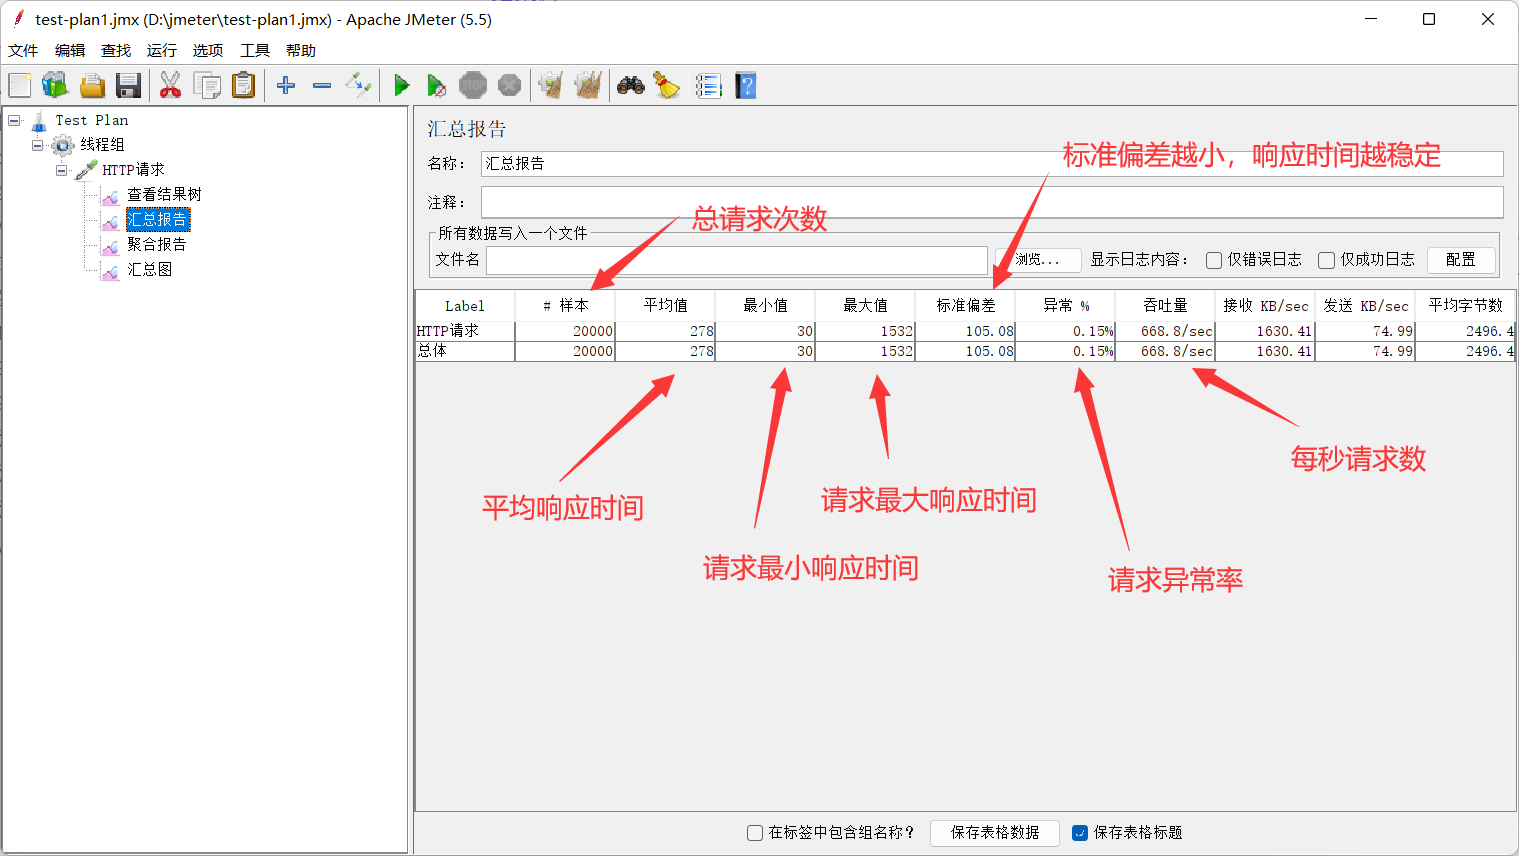 test-plan1.jmx (D:\jmeter\test-plan1.jmx) - Apache JMeter (5.5)
文件 编辑 查找 运行 选项 工具 帮助
STOP
Test Plan
线程组
HTTP请求
查看结果树
汇总报告
聚合报告
汇总图
汇总报告
标准偏差越小，响应时间越稳定
名称： 汇总报告
注释：
总请求次数
所有数据写入一个文件
文件名 浏览... 显示日志内容： 仅错误日志 仅成功日志 配置
Label # 样本 平均值 最小值 最大值 标准偏差 异常 % 吞吐量 接收 KB/sec 发送 KB/sec 平均字节数
HTTP请求 20000 278 30 1532 105.08 0.15% 668.8/sec 1630.41 74.99 2496.4
总体 20000 278 30 1532 105.08 0.15% 668.8/sec 1630.41 74.99 2496.4
每秒请求数
平均响应时间
请求最大响应时间
请求最小响应时间
请求异常率
在标签中包含组名称？ 保存表格数据 保存表格标题